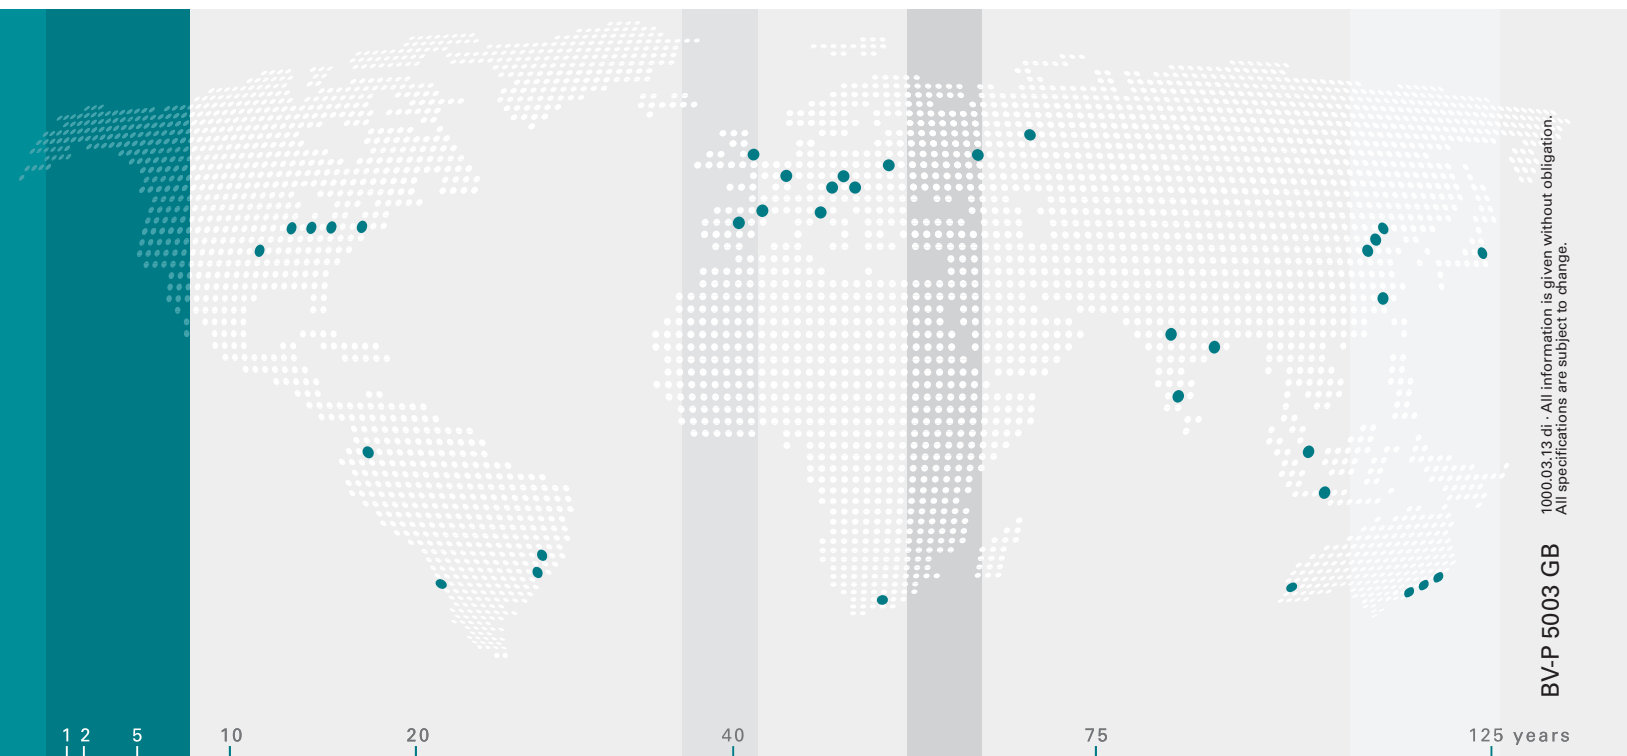 1000.03.13 di · All information is given without obligation.
All specifications are subject to change.
BV-P 5003 GB
1 2 5 10 20 40 75 125 years